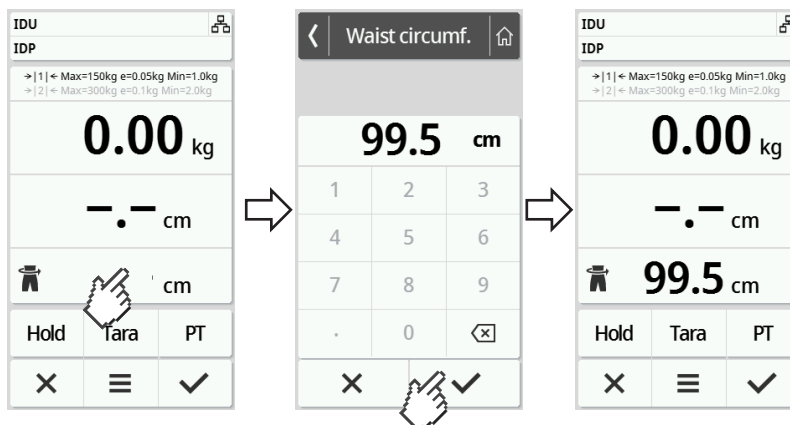 IDU
IDP
→|1|← Max=150kg e=0.05kg Min=1.0kg
→|2|← Max=300kg e=0.1kg Min=2.0kg
0.00 kg
-.- cm
cm
Hold Tara PT
Waist circumf.
99.5 cm
1 2 3
4 5 6
7 8 9
. 0
IDU
IDP
→|1|← Max=150kg e=0.05kg Min=1.0kg
→|2|← Max=300kg e=0.1kg Min=2.0kg
0.00 kg
-.- cm
99.5 cm
Hold Tara PT